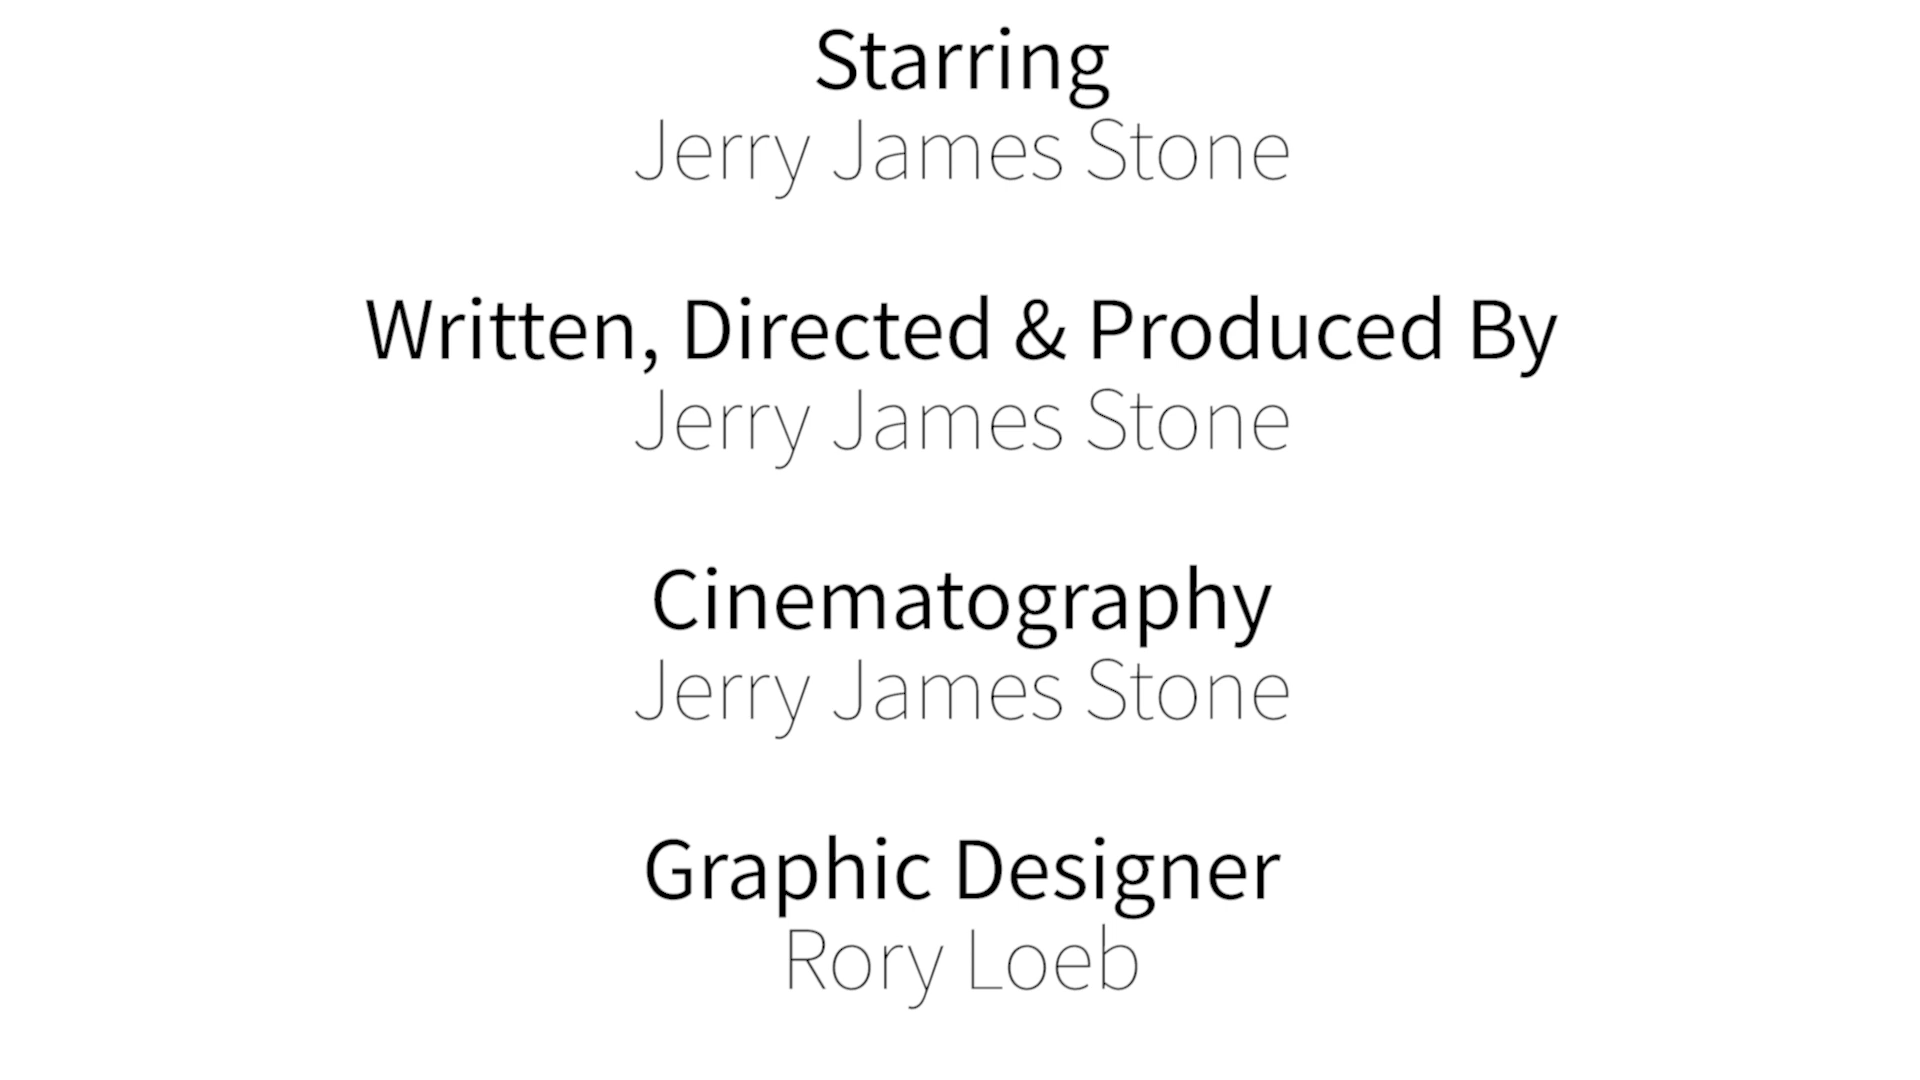 Starring
Jerry James Stone
Written, Directed & Produced By
Jerry James Stone
Cinematography
Jerry James Stone
Graphic Designer
Rory Loeb